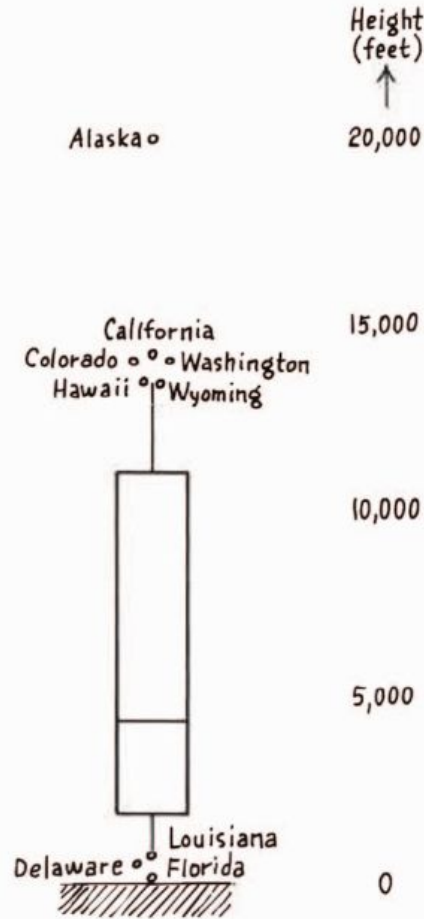 Height
(feet)
Alaska 20,000
California 15,000
Colorado Washington
Hawaii Wyoming
10,000
5,000
Louisiana
Delaware Florida 0